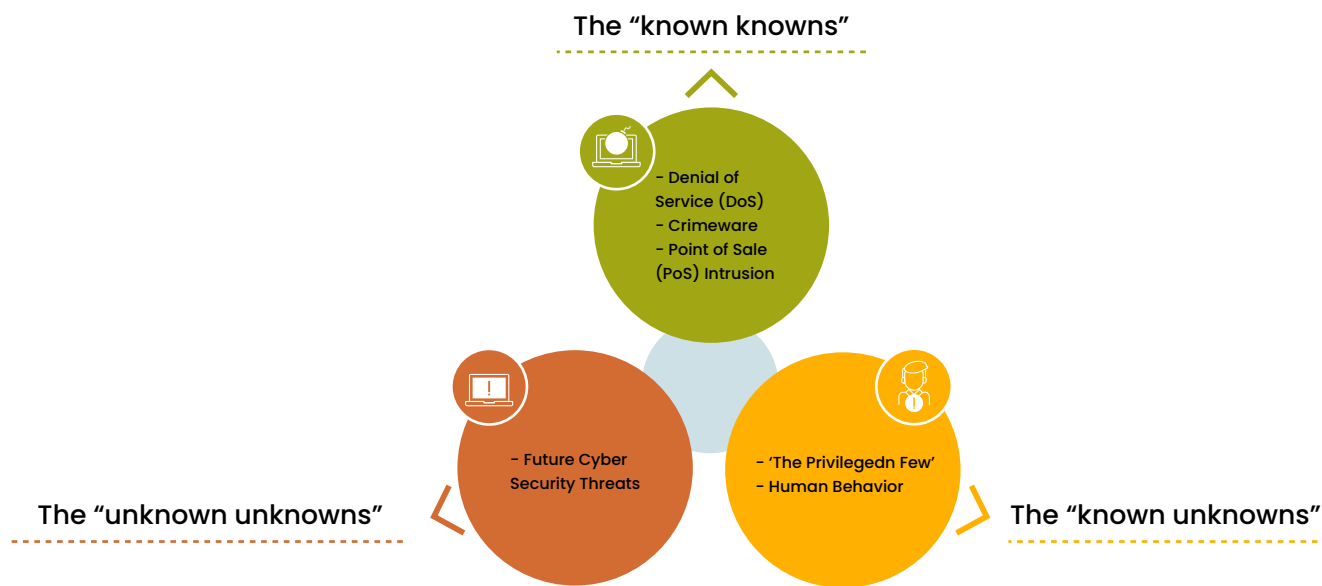 The “known knowns”
- Denial of
Service (DoS)
- Crimeware
- Point of Sale
(PoS) Intrusion
- Future Cyber
Security Threats
- ‘The Privilegedn Few’
- Human Behavior
The “unknown unknowns”
The “known unknowns”